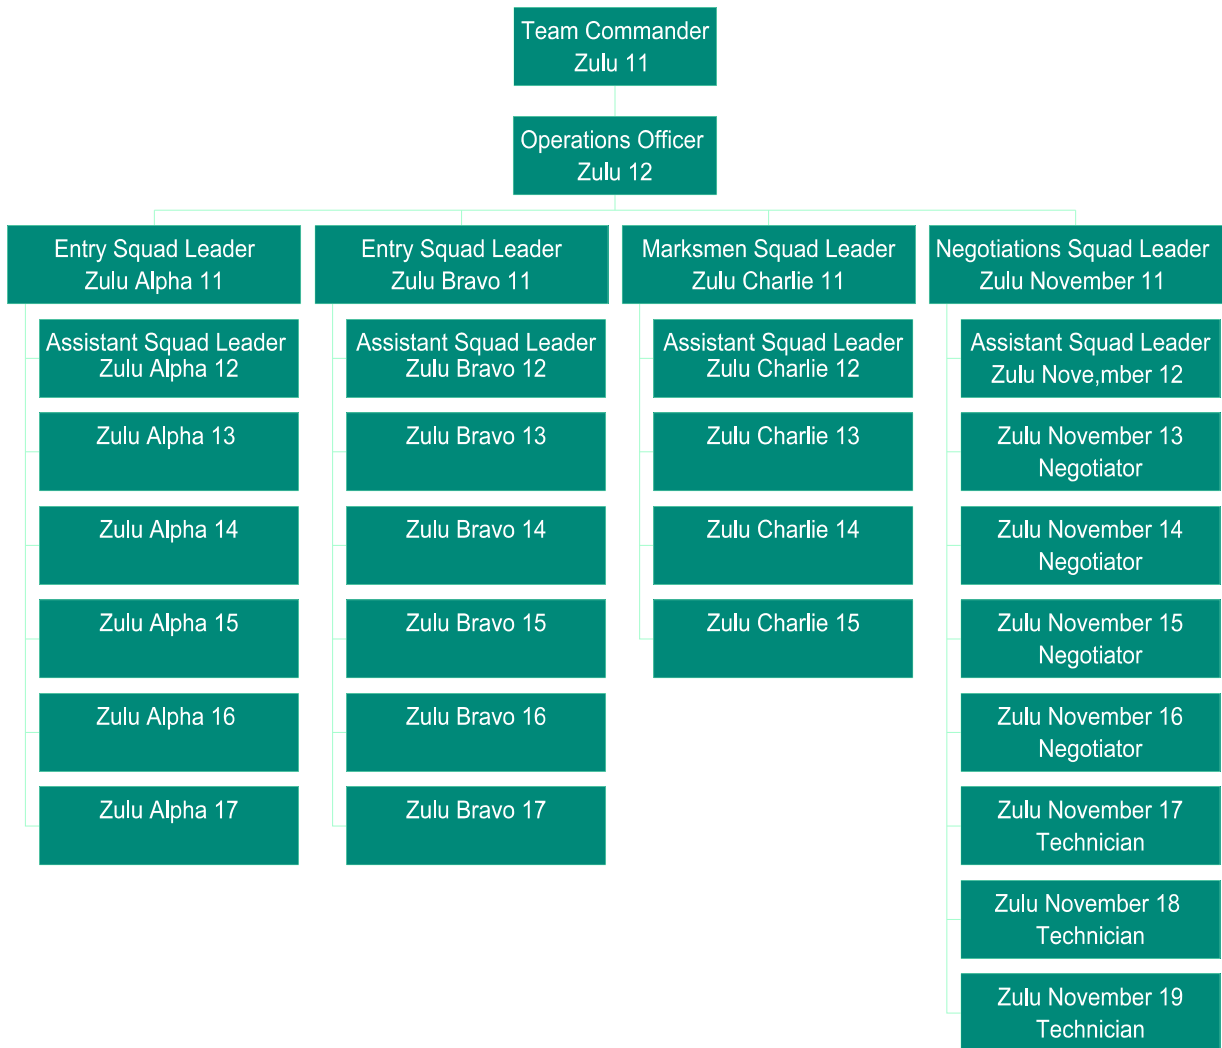 Team Commander
Zulu 11
Operations Officer
Zulu 12
Entry Squad Leader
Zulu Alpha 11
Assistant Squad Leader
Zulu Alpha 12
Zulu Alpha 13
Zulu Alpha 14
Zulu Alpha 15
Zulu Alpha 16
Zulu Alpha 17
Entry Squad Leader
Zulu Bravo 11
Assistant Squad Leader
Zulu Bravo 12
Zulu Bravo 13
Zulu Bravo 14
Zulu Bravo 15
Zulu Bravo 16
Zulu Bravo 17
Marksmen Squad Leader
Zulu Charlie 11
Assistant Squad Leader
Zulu Charlie 12
Zulu Charlie 13
Zulu Charlie 14
Zulu Charlie 15
Negotiations Squad Leader
Zulu November 11
Assistant Squad Leader
Zulu Nove,mber 12
Zulu November 13
Negotiator
Zulu November 14
Negotiator
Zulu November 15
Negotiator
Zulu November 16
Negotiator
Zulu November 17
Technician
Zulu November 18
Technician
Zulu November 19
Technician